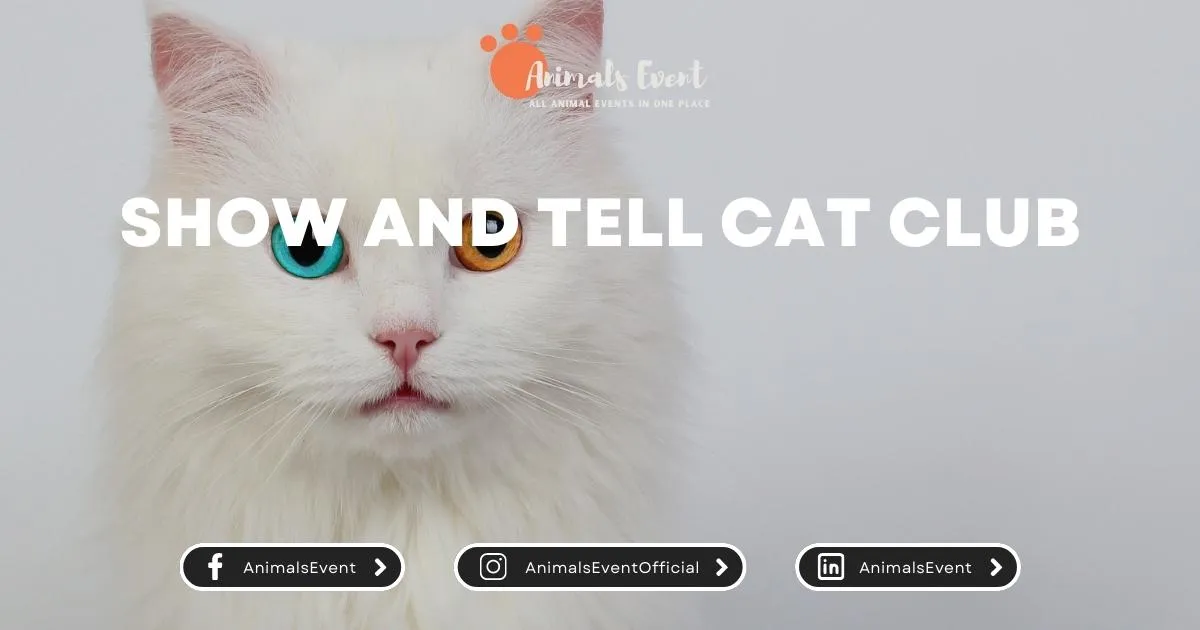 Animals Event
ALL ANIMAL EVENTS IN ONE PLACE
SHOW AND TELL CAT CLUB
AnimalsEvent
AnimalsEventOfficial
AnimalsEvent